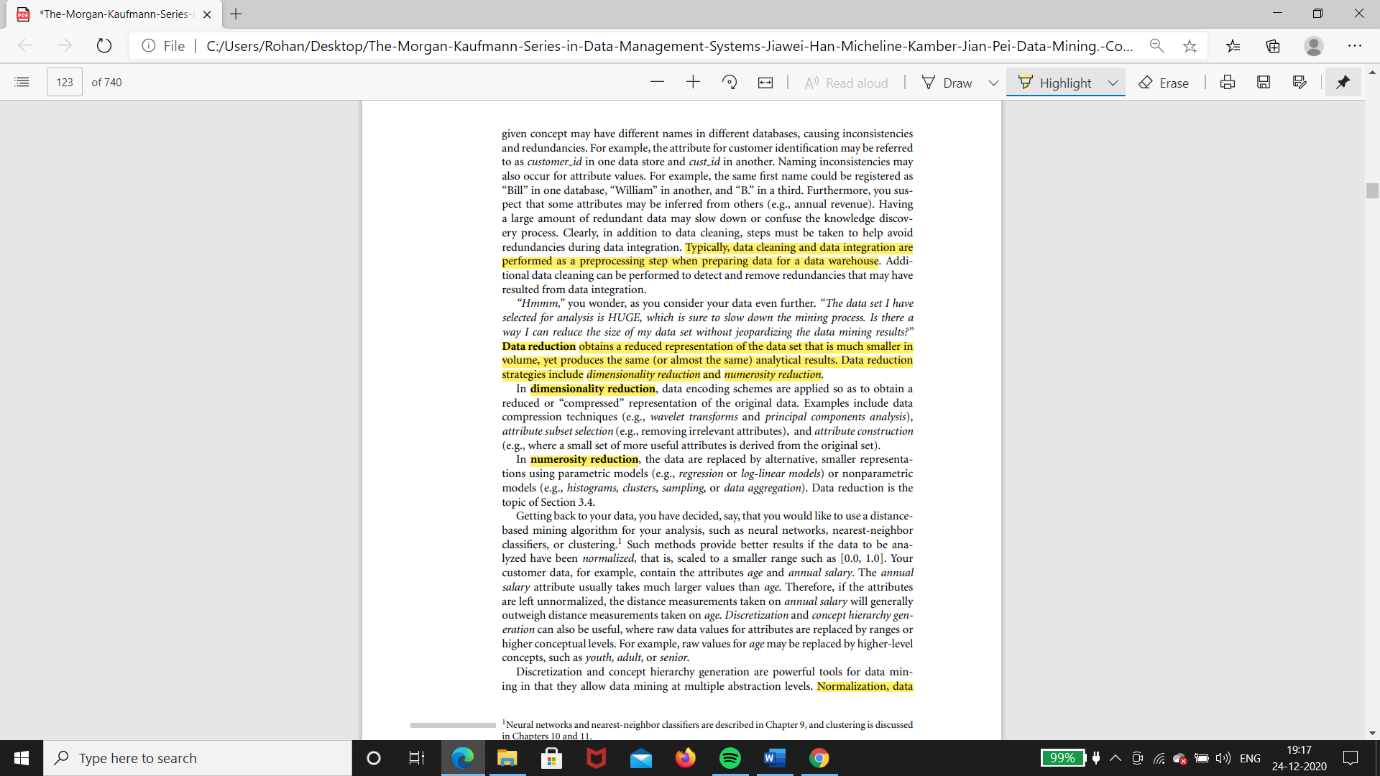 *The-Morgan-Kaufmann-Series-
File | C:/Users/Rohan/Desktop/The-Morgan-Kaufmann-Series-in-Data-Management-Systems-Jiawei-Han-Micheline-Kamber-Jian-Pei-Data-Mining.-Co...
123 of 740 Read aloud Draw Highlight Erase
given concept may have different names in different databases, causing inconsistencies
and redundancies. For example, the attribute for customer identification may be referred
to as customer_id in one data store and cust_id in another. Naming inconsistencies may
also occur for attribute values. For example, the same first name could be registered as
“Bill” in one database, “William” in another, and “B.” in a third. Furthermore, you sus-
pect that some attributes may be inferred from others (e.g., annual revenue). Having
a large amount of redundant data may slow down or confuse the knowledge discov-
ery process. Clearly, in addition to data cleaning, steps must be taken to help avoid
redundancies during data integration. Typically, data cleaning and data integration are
performed as a preprocessing step when preparing data for a data warehouse. Addi-
tional data cleaning can be performed to detect and remove redundancies that may have
resulted from data integration.
“Hmmm,” you wonder, as you consider your data even further. “The data set I have
selected for analysis is HUGE, which is sure to slow down the mining process. Is there a
way I can reduce the size of my data set without jeopardizing the data mining results?”
Data reduction obtains a reduced representation of the data set that is much smaller in
volume, yet produces the same (or almost the same) analytical results. Data reduction
strategies include dimensionality reduction and numerosity reduction.
In dimensionality reduction, data encoding schemes are applied so as to obtain a
reduced or “compressed” representation of the original data. Examples include data
compression techniques (e.g., wavelet transforms and principal components analysis),
attribute subset selection (e.g., removing irrelevant attributes), and attribute construction
(e.g., where a small set of more useful attributes is derived from the original set).
In numerosity reduction, the data are replaced by alternative, smaller representa-
tions using parametric models (e.g., regression or log-linear models) or nonparametric
models (e.g., histograms, clusters, sampling, or data aggregation). Data reduction is the
topic of Section 3.4.
Getting back to your data, you have decided, say, that you would like to use a distance-
based mining algorithm for your analysis, such as neural networks, nearest-neighbor
classifiers, or clustering.1 Such methods provide better results if the data to be ana-
lyzed have been normalized, that is, scaled to a smaller range such as [0.0, 1.0]. Your
customer data, for example, contain the attributes age and annual salary. The annual
salary attribute usually takes much larger values than age. Therefore, if the attributes
are left unnormalized, the distance measurements taken on annual salary will generally
outweigh distance measurements taken on age. Discretization and concept hierarchy gen-
eration can also be useful, where raw data values for attributes are replaced by ranges or
higher conceptual levels. For example, raw values for age may be replaced by higher-level
concepts, such as youth, adult, or senior.
Discretization and concept hierarchy generation are powerful tools for data min-
ing in that they allow data mining at multiple abstraction levels. Normalization, data
1Neural networks and nearest-neighbor classifiers are described in Chapter 9, and clustering is discussed
in Chapters 10 and 11.
Type here to search
99%
ENG
19:17
24-12-2020